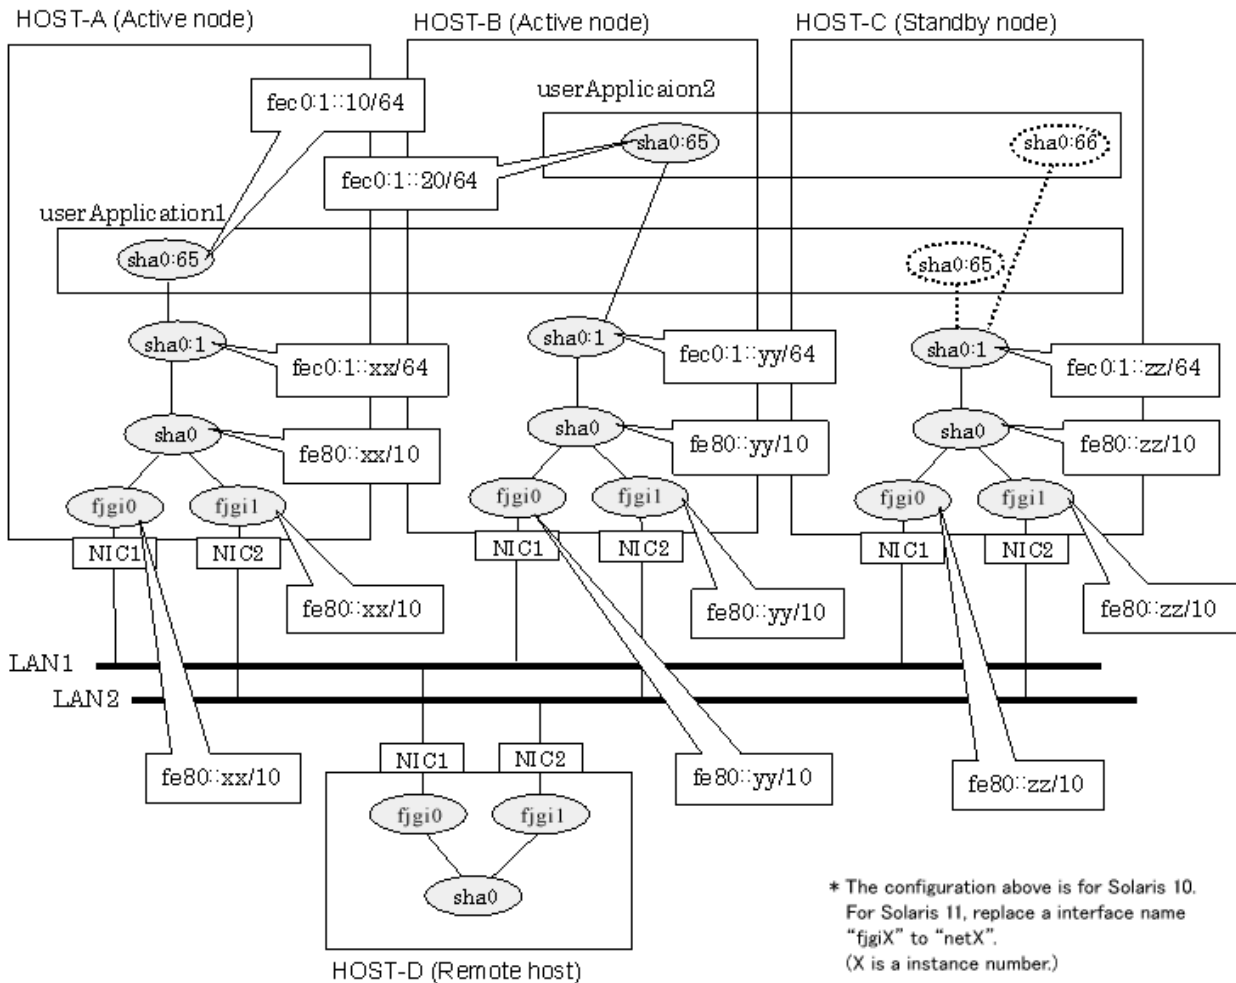 HOST-A (Active node)
HOST-B (Active node)
HOST-C (Standby node)
fec0:1::10/64
userApplicaion2
sha0:65
sha0:66
fec0:1::20/64
userApplication1
sha0:65
sha0:65
sha0:1
sha0:1
sha0:1
fec0:1::xx/64
fec0:1::yy/64
fec0:1::zz/64
sha0
sha0
sha0
fe80::xx/10
fe80::yy/10
fe80::zz/10
fjgi0
fjgi1
fjgi0
fjgi1
fjgi0
fjgi1
NIC1
NIC2
NIC1
NIC2
NIC1
NIC2
fe80::xx/10
fe80::yy/10
fe80::zz/10
LAN1
LAN2
fe80::xx/10
NIC1
NIC2
fe80::yy/10
fe80::zz/10
fjgi0
fjgi1
sha0
HOST-D (Remote host)
* The configuration above is for Solaris 10.
For Solaris 11, replace a interface name
"fjgiX" to "netX".
(X is a instance number.)